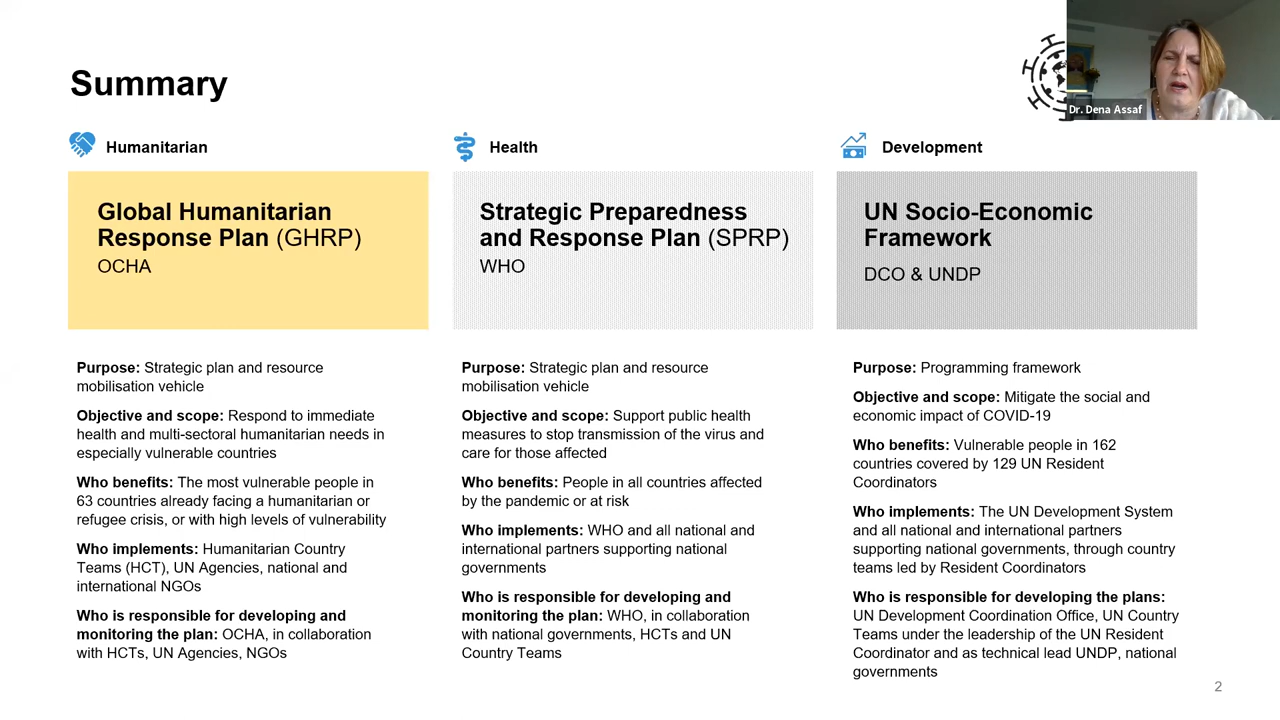 Summary
Dr. Dena Assaf
Humanitarian
Global Humanitarian
Response Plan (GHRP)
OCHA
Purpose: Strategic plan and resource
mobilisation vehicle
Objective and scope: Respond to immediate
health and multi-sectoral humanitarian needs in
especially vulnerable countries
Who benefits: The most vulnerable people in
63 countries already facing a humanitarian or
refugee crisis, or with high levels of vulnerability
Who implements: Humanitarian Country
Teams (HCT), UN Agencies, national and
international NGOs
Who is responsible for developing and
monitoring the plan: OCHA, in collaboration
with HCTs, UN Agencies, NGOs
Health
Strategic Preparedness
and Response Plan (SPRP)
WHO
Purpose: Strategic plan and resource
mobilisation vehicle
Objective and scope: Support public health
measures to stop transmission of the virus and
care for those affected
Who benefits: People in all countries affected
by the pandemic or at risk
Who implements: WHO and all national and
international partners supporting national
governments
Who is responsible for developing and
monitoring the plan: WHO, in collaboration
with national governments, HCTs and UN
Country Teams
Development
UN Socio-Economic
Framework
DCO & UNDP
Purpose: Programming framework
Objective and scope: Mitigate the social and
economic impact of COVID-19
Who benefits: Vulnerable people in 162
countries covered by 129 UN Resident
Coordinators
Who implements: The UN Development System
and all national and international partners
supporting national governments, through country
teams led by Resident Coordinators
Who is responsible for developing the plans:
UN Development Coordination Office, UN Country
Teams under the leadership of the UN Resident
Coordinator and as technical lead UNDP, national
governments
2